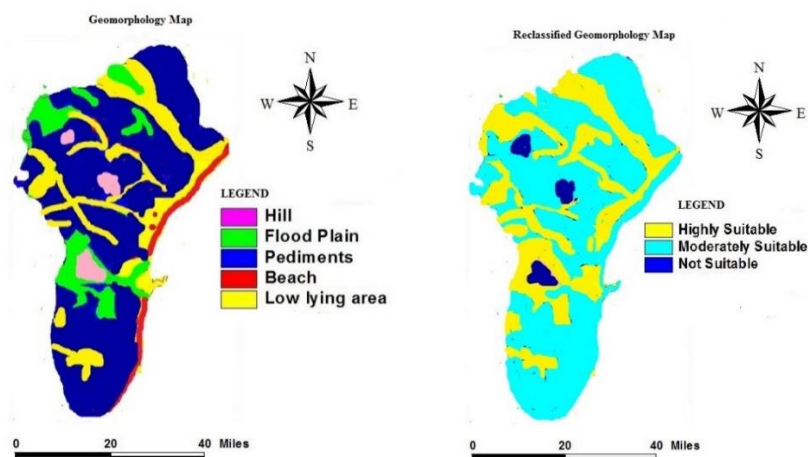 Geomorphology Map
N
W E
S
LEGEND
Hill
Flood Plain
Pediments
Beach
Low lying area
0 20 40 Miles
Reclassified Geomorphology Map
N
W E
S
LEGEND
Highly Suitable
Moderately Suitable
Not Suitable
0 20 40 Miles